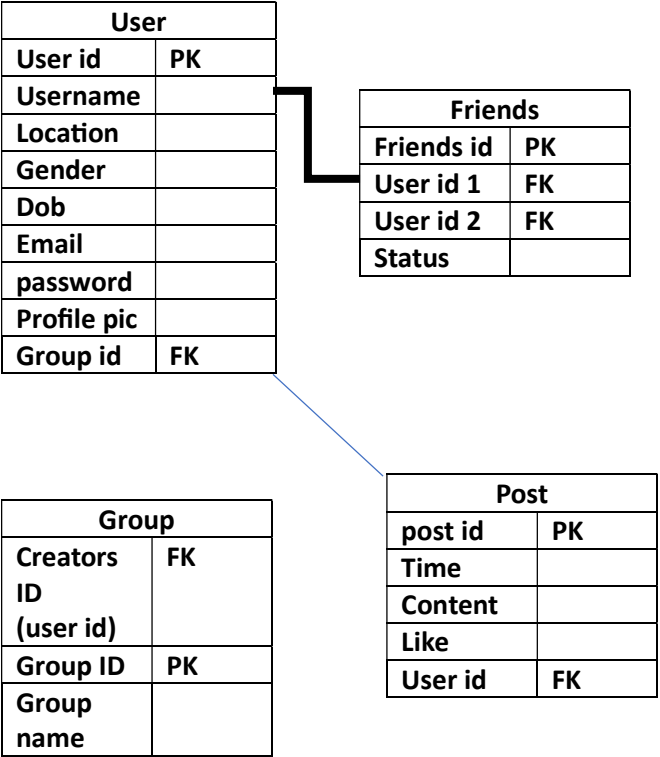 User
User id PK
Username
Location
Gender
Dob
Email
password
Profile pic
Group id FK
Friends
Friends id PK
User id 1 FK
User id 2 FK
Status
Group
Creators FK
ID
(user id)
Group ID PK
Group
name
Post
post id PK
Time
Content
Like
User id FK